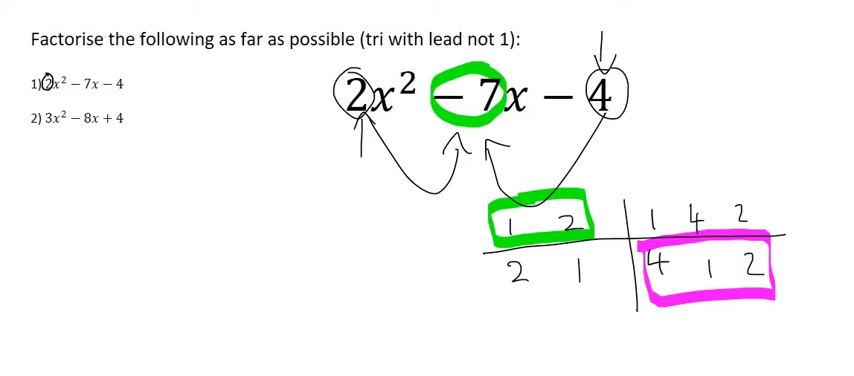 Factorise the following as far as possible (tri with lead not 1):
1) 2x² − 7x − 4
2) 3x² − 8x + 4
2x² − 7x − 4
1 2 | 1 4 2
2 1 | 4 1 2